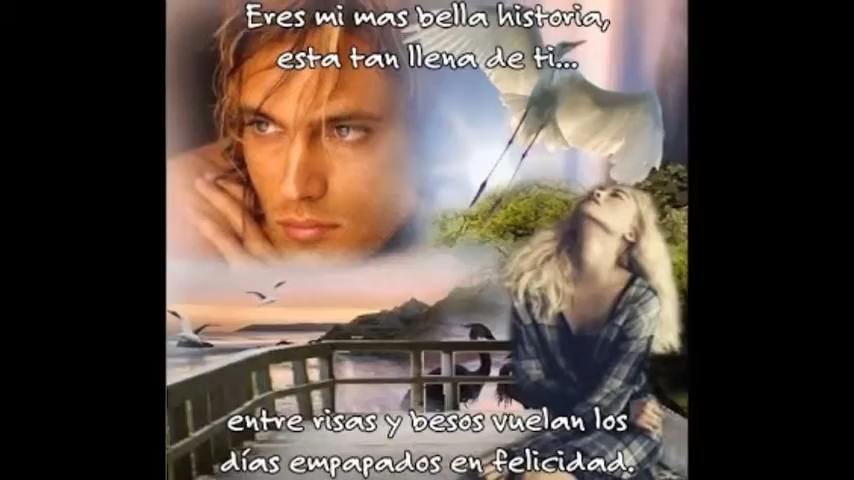 Eres mi mas bella historia,
esta tan llena de ti...
entre risas y besos vuelan los
días empapados en felicidad.